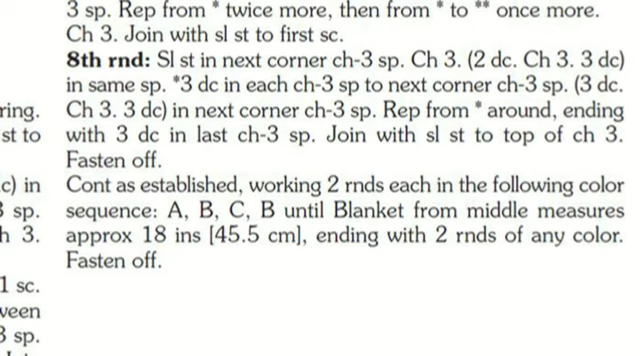 3 sp. Rep from * twice more, then from * to ** once more.
Ch 3. Join with sl st to first sc.
8th rnd: Sl st in next corner ch-3 sp. Ch 3. (2 dc. Ch 3. 3 dc)
in same sp. *3 dc in each ch-3 sp to next corner ch-3 sp. (3 dc.
Ch 3. 3 dc) in next corner ch-3 sp. Rep from * around, ending
with 3 dc in last ch-3 sp. Join with sl st to top of ch 3.
Fasten off.
Cont as established, working 2 rnds each in the following color
sequence: A, B, C, B until Blanket from middle measures
approx 18 ins [45.5 cm], ending with 2 rnds of any color.
Fasten off.
ring.
st to
c) in
3 sp.
h 3.
1 sc.
ween
3 sp.